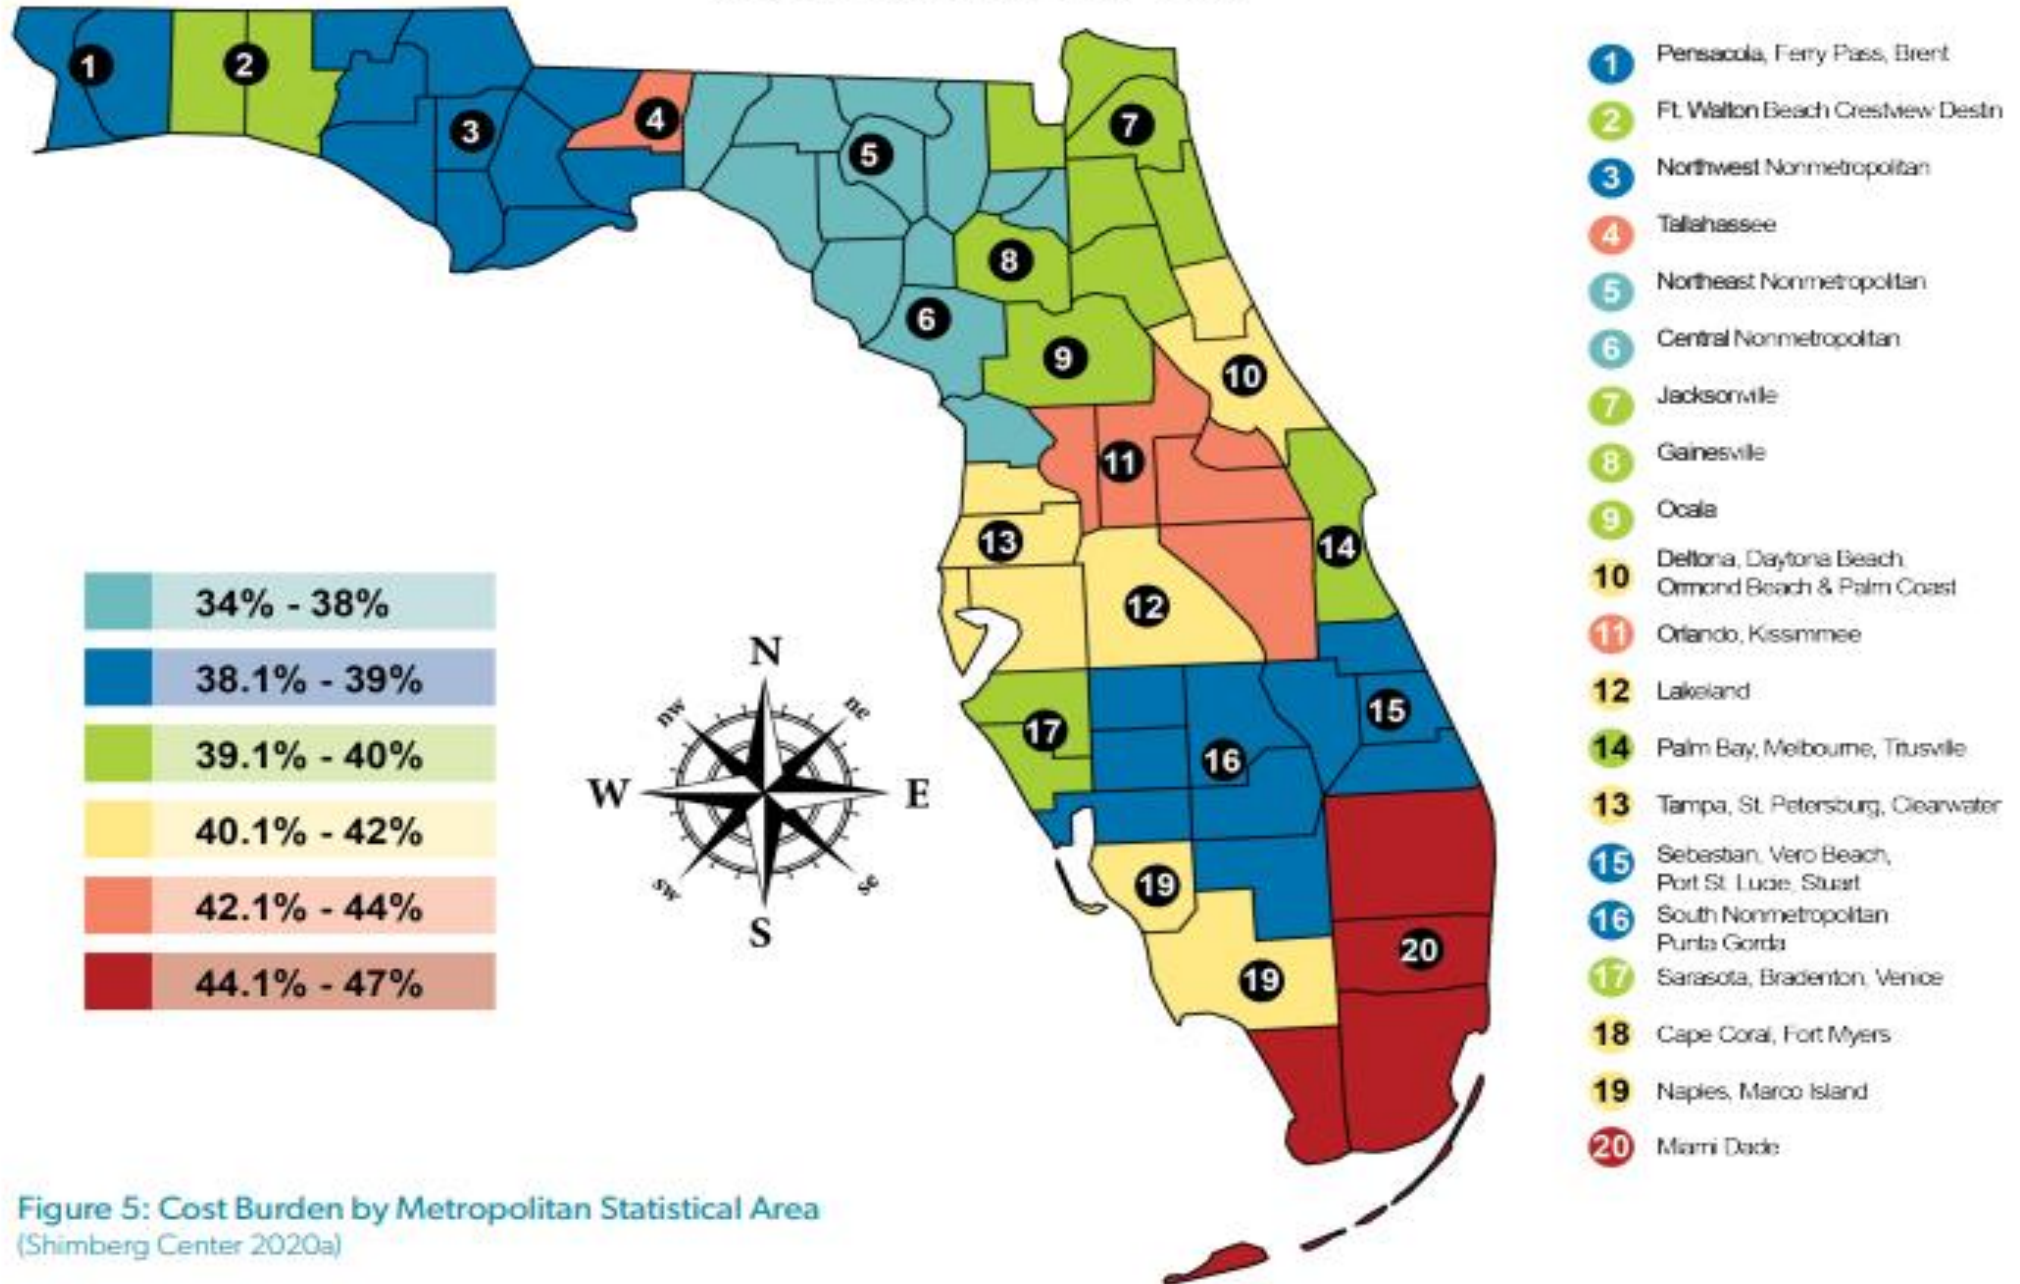 1
2
3
4
5
6
7
8
9
10
11
12
13
14
15
16
17
19
19
20
34% - 38%
38.1% - 39%
39.1% - 40%
40.1% - 42%
42.1% - 44%
44.1% - 47%
N
nw
ne
W
E
sw
se
S
1 Pensacola, Ferry Pass, Brent
2 Ft. Walton Beach Crestview Destin
3 Northwest Nonmetropolitan
4 Tallahassee
5 Northeast Nonmetropolitan
6 Central Nonmetropolitan
7 Jacksonville
8 Gainesville
9 Ocala
10 Deltona, Daytona Beach,
Ormond Beach & Palm Coast
11 Orlando, Kissimmee
12 Lakeland
14 Palm Bay, Melbourne, Titusville
13 Tampa, St. Petersburg, Clearwater
15 Sebastian, Vero Beach,
Port St. Lucie, Stuart
16 South Nonmetropolitan
Punta Gorda
17 Sarasota, Bradenton, Venice
18 Cape Coral, Fort Myers
19 Naples, Marco Island
20 Miami Dade
Figure 5: Cost Burden by Metropolitan Statistical Area
(Shimberg Center 2020a)